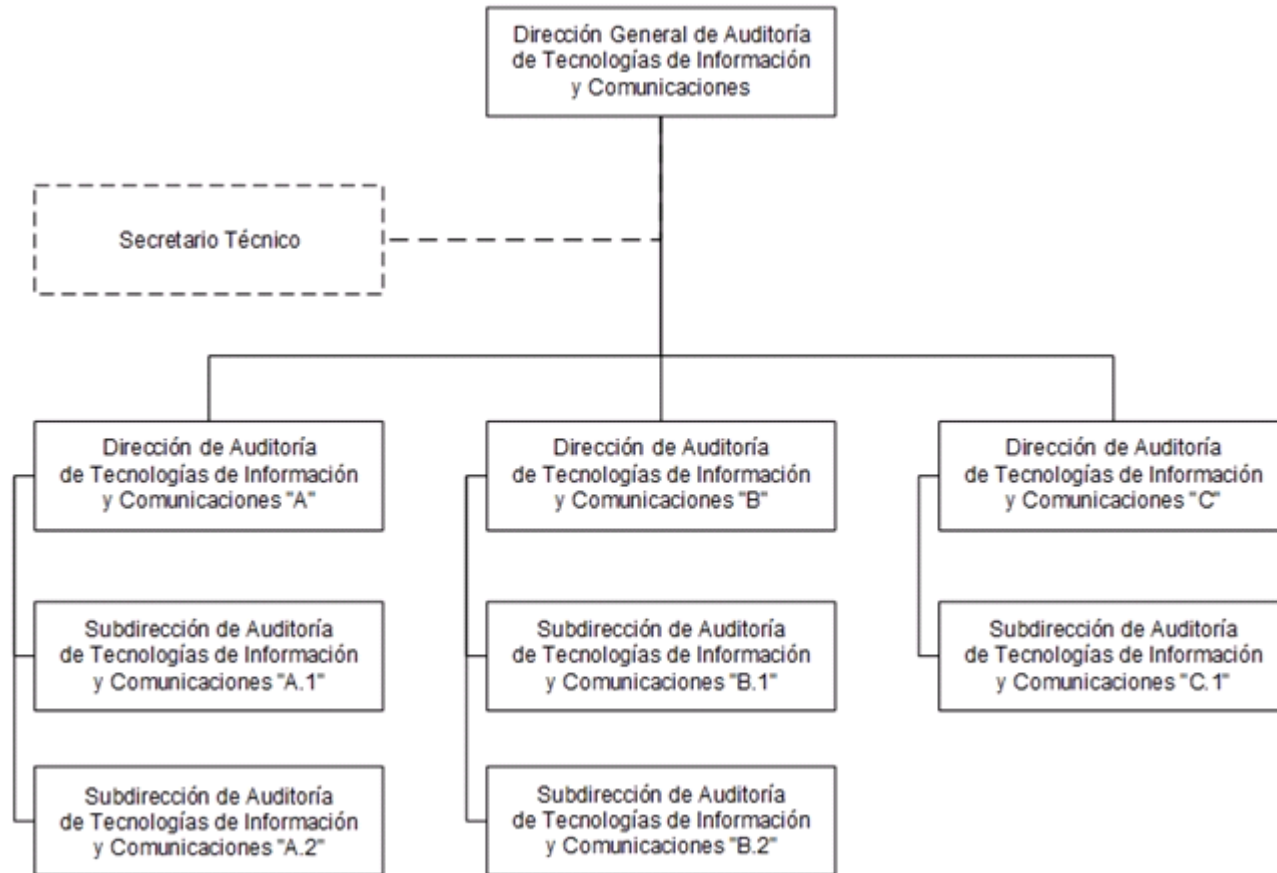 Dirección General de Auditoría
de Tecnologías de Información
y Comunicaciones
Secretario Técnico
Dirección de Auditoría
de Tecnologías de Información
y Comunicaciones "A"
Dirección de Auditoría
de Tecnologías de Información
y Comunicaciones "B"
Dirección de Auditoría
de Tecnologías de Información
y Comunicaciones "C"
Subdirección de Auditoría
de Tecnologías de Información
y Comunicaciones "A.1"
Subdirección de Auditoría
de Tecnologías de Información
y Comunicaciones "B.1"
Subdirección de Auditoría
de Tecnologías de Información
y Comunicaciones "C.1"
Subdirección de Auditoría
de Tecnologías de Información
y Comunicaciones "A.2"
Subdirección de Auditoría
de Tecnologías de Información
y Comunicaciones "B.2"